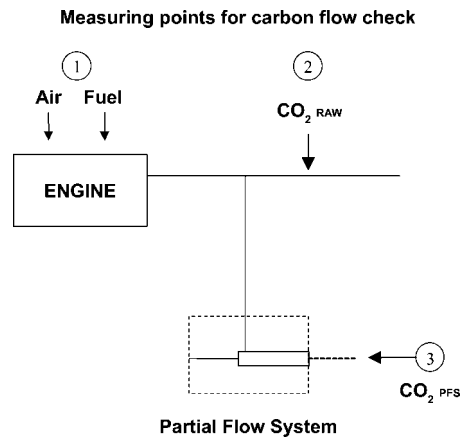 Measuring points for carbon flow check
1
2
Air Fuel
CO2 RAW
ENGINE
3
CO2 PFS
Partial Flow System